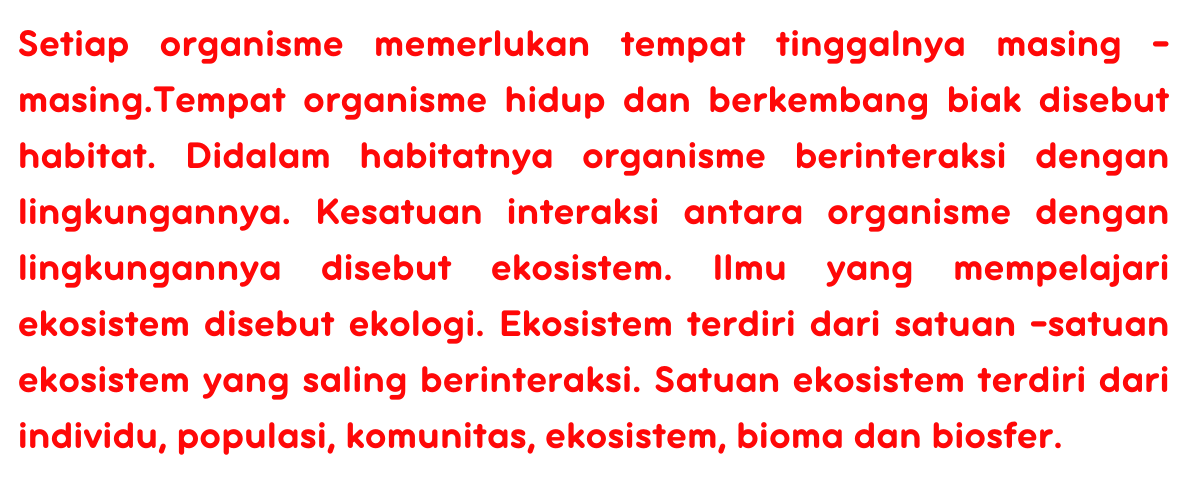 Setiap organisme memerlukan tempat tinggalnya masing -
masing.Tempat organisme hidup dan berkembang biak disebut
habitat. Didalam habitatnya organisme berinteraksi dengan
lingkungannya. Kesatuan interaksi antara organisme dengan
lingkungannya disebut ekosistem. Ilmu yang mempelajari
ekosistem disebut ekologi. Ekosistem terdiri dari satuan -satuan
ekosistem yang saling berinteraksi. Satuan ekosistem terdiri dari
individu, populasi, komunitas, ekosistem, bioma dan biosfer.